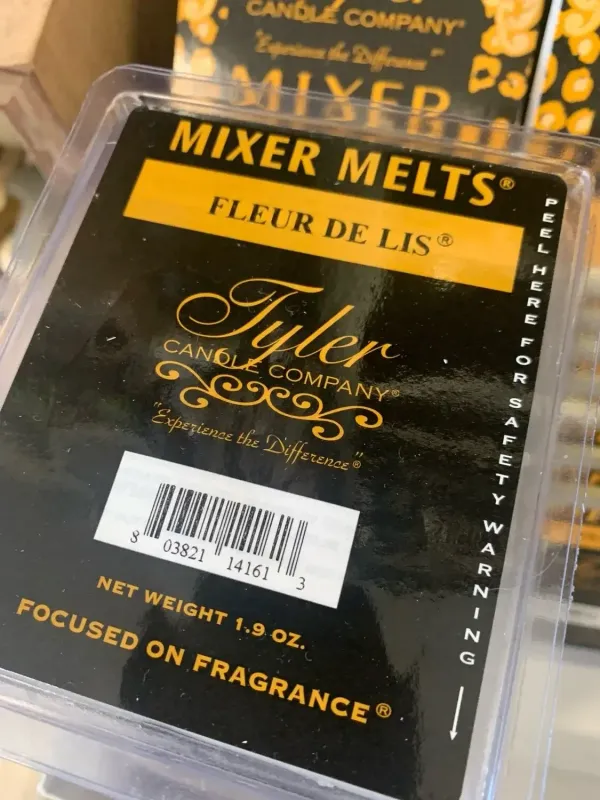 CANDLE COMPANY®
"Experience the Difference"
MIXER
MIXER MELTS®
FLEUR DE LIS®
Tyler
CANDLE COMPANY®
"Experience the Difference"®
8 03821 14161 3
NET WEIGHT 1.9 OZ.
FOCUSED ON FRAGRANCE®
PEEL HERE FOR SAFETY WARNING